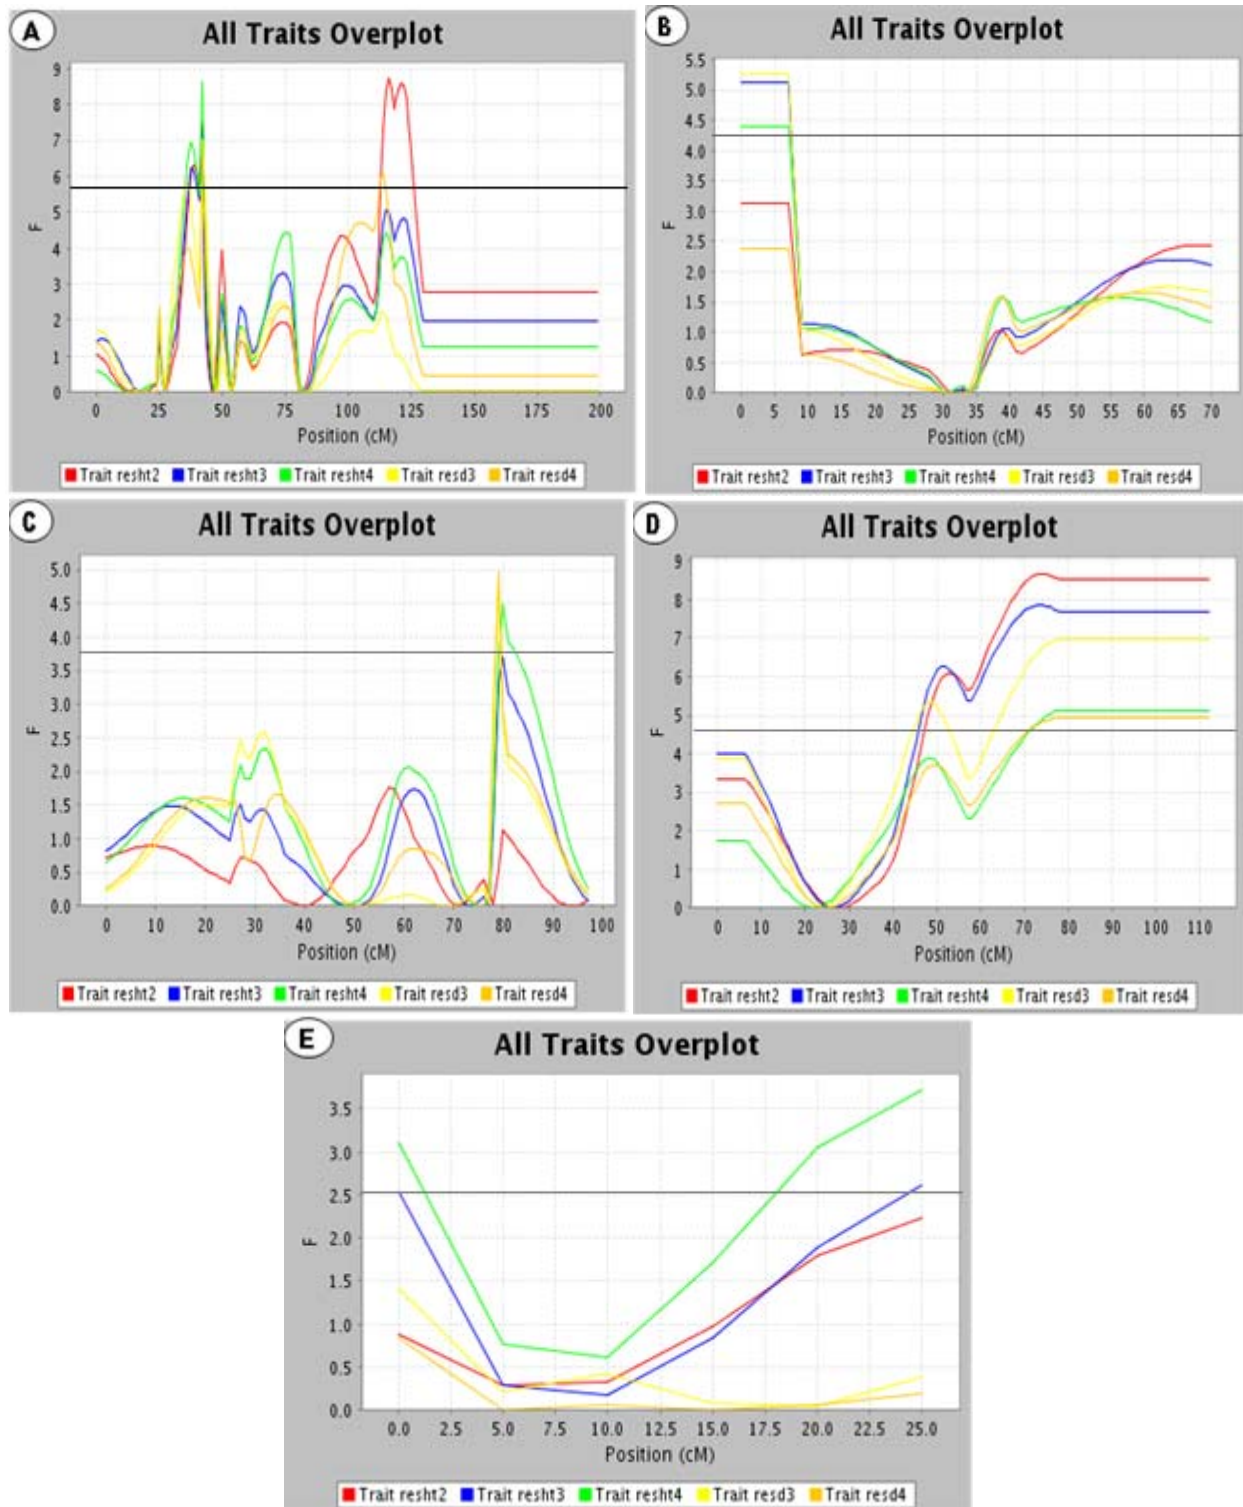 A
All Traits Overplot
9
8
7
6
5
4
3
2
1
0
F
0 25 50 75 100 125 150 175 200
Position (cM)
Trait resht2 Trait resht3 Trait resht4 Trait resd3 Trait resd4
B
All Traits Overplot
5.5
5.0
4.5
4.0
3.5
3.0
2.5
2.0
1.5
1.0
0.5
0.0
F
0 5 10 15 20 25 30 35 40 45 50 55 60 65 70
Position (cM)
Trait resht2 Trait resht3 Trait resht4 Trait resd3 Trait resd4
C
All Traits Overplot
5.0
4.5
4.0
3.5
3.0
2.5
2.0
1.5
1.0
0.5
0.0
F
0 10 20 30 40 50 60 70 80 90 100
Position (cM)
Trait resht2 Trait resht3 Trait resht4 Trait resd3 Trait resd4
D
All Traits Overplot
9
8
7
6
5
4
3
2
1
0
F
0 10 20 30 40 50 60 70 80 90 100 110
Position (cM)
Trait resht2 Trait resht3 Trait resht4 Trait resd3 Trait resd4
E
All Traits Overplot
3.5
3.0
2.5
2.0
1.5
1.0
0.5
0.0
F
0.0 2.5 5.0 7.5 10.0 12.5 15.0 17.5 20.0 22.5 25.0
Position (cM)
Trait resht2 Trait resht3 Trait resht4 Trait resd3 Trait resd4